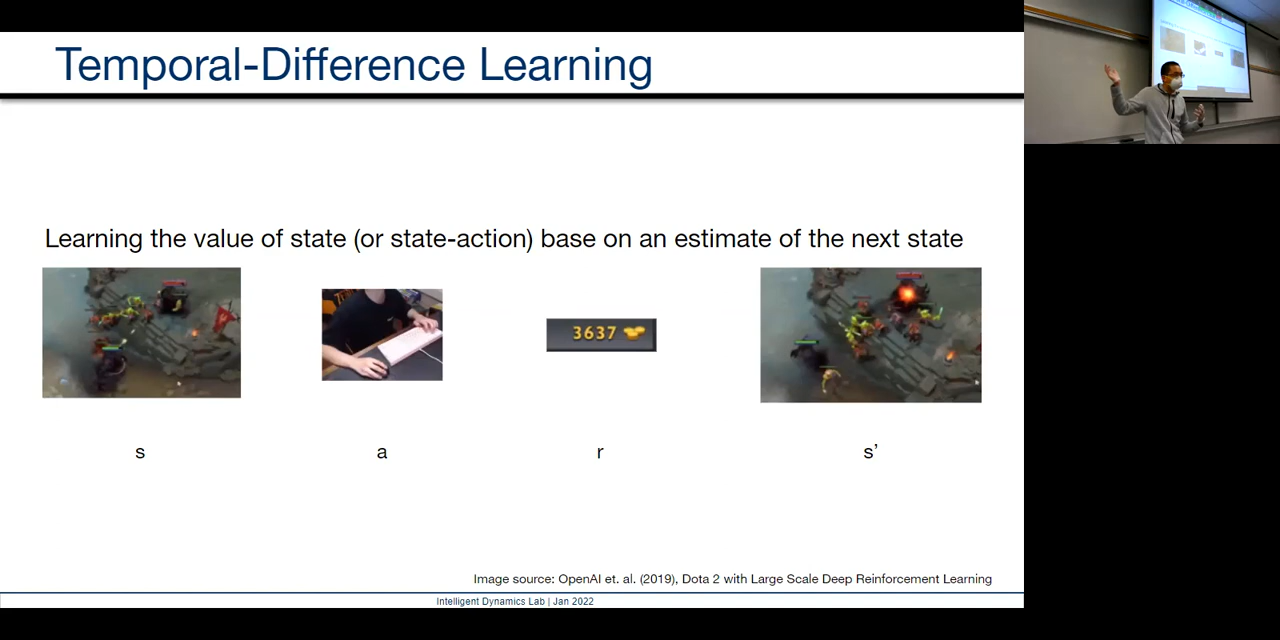 Temporal-Difference Learning
Learning the value of state (or state-action) base on an estimate of the next state
3637
s
a
r
s’
Image source: OpenAI et. al. (2019), Dota 2 with Large Scale Deep Reinforcement Learning
Intelligent Dynamics Lab | Jan 2022